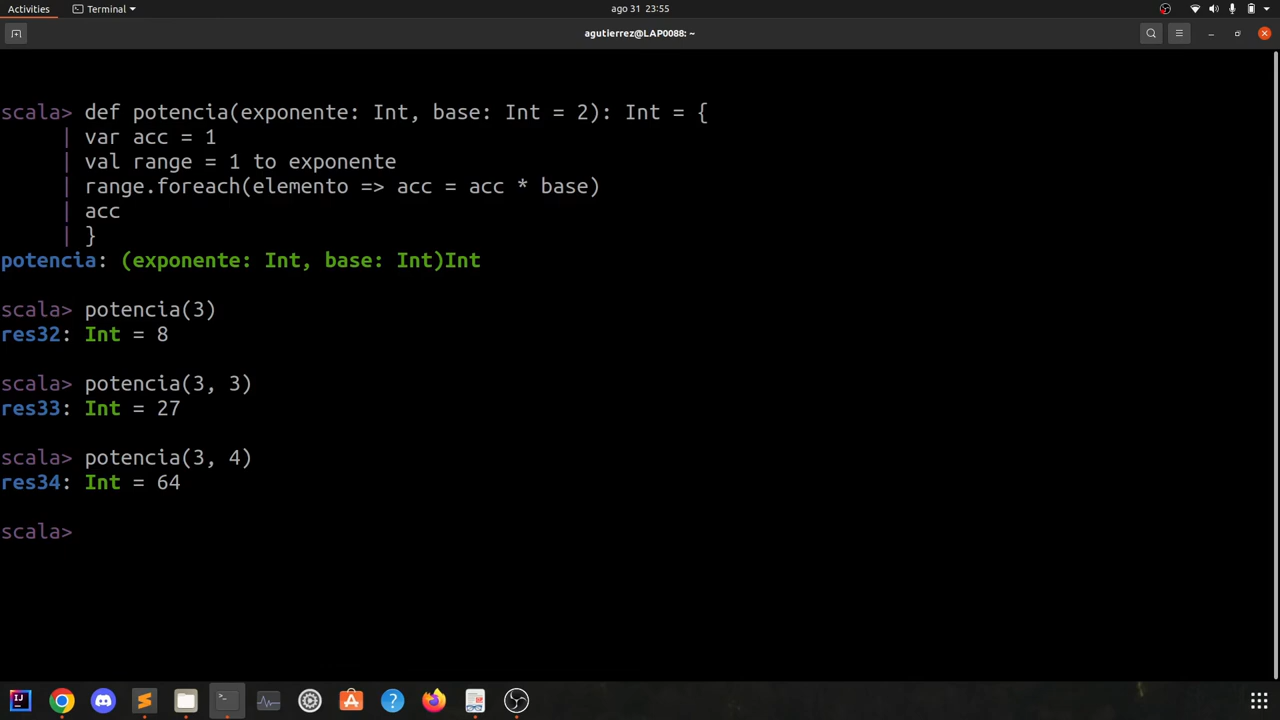 Activities
Terminal
ago 31 23:55
agutierrez@LAP0088: ~
scala> def potencia(exponente: Int, base: Int = 2): Int = {
| var acc = 1
| val range = 1 to exponente
| range.foreach(elemento => acc = acc * base)
| acc
| }
potencia: (exponente: Int, base: Int)Int
scala> potencia(3)
res32: Int = 8
scala> potencia(3, 3)
res33: Int = 27
scala> potencia(3, 4)
res34: Int = 64
scala>